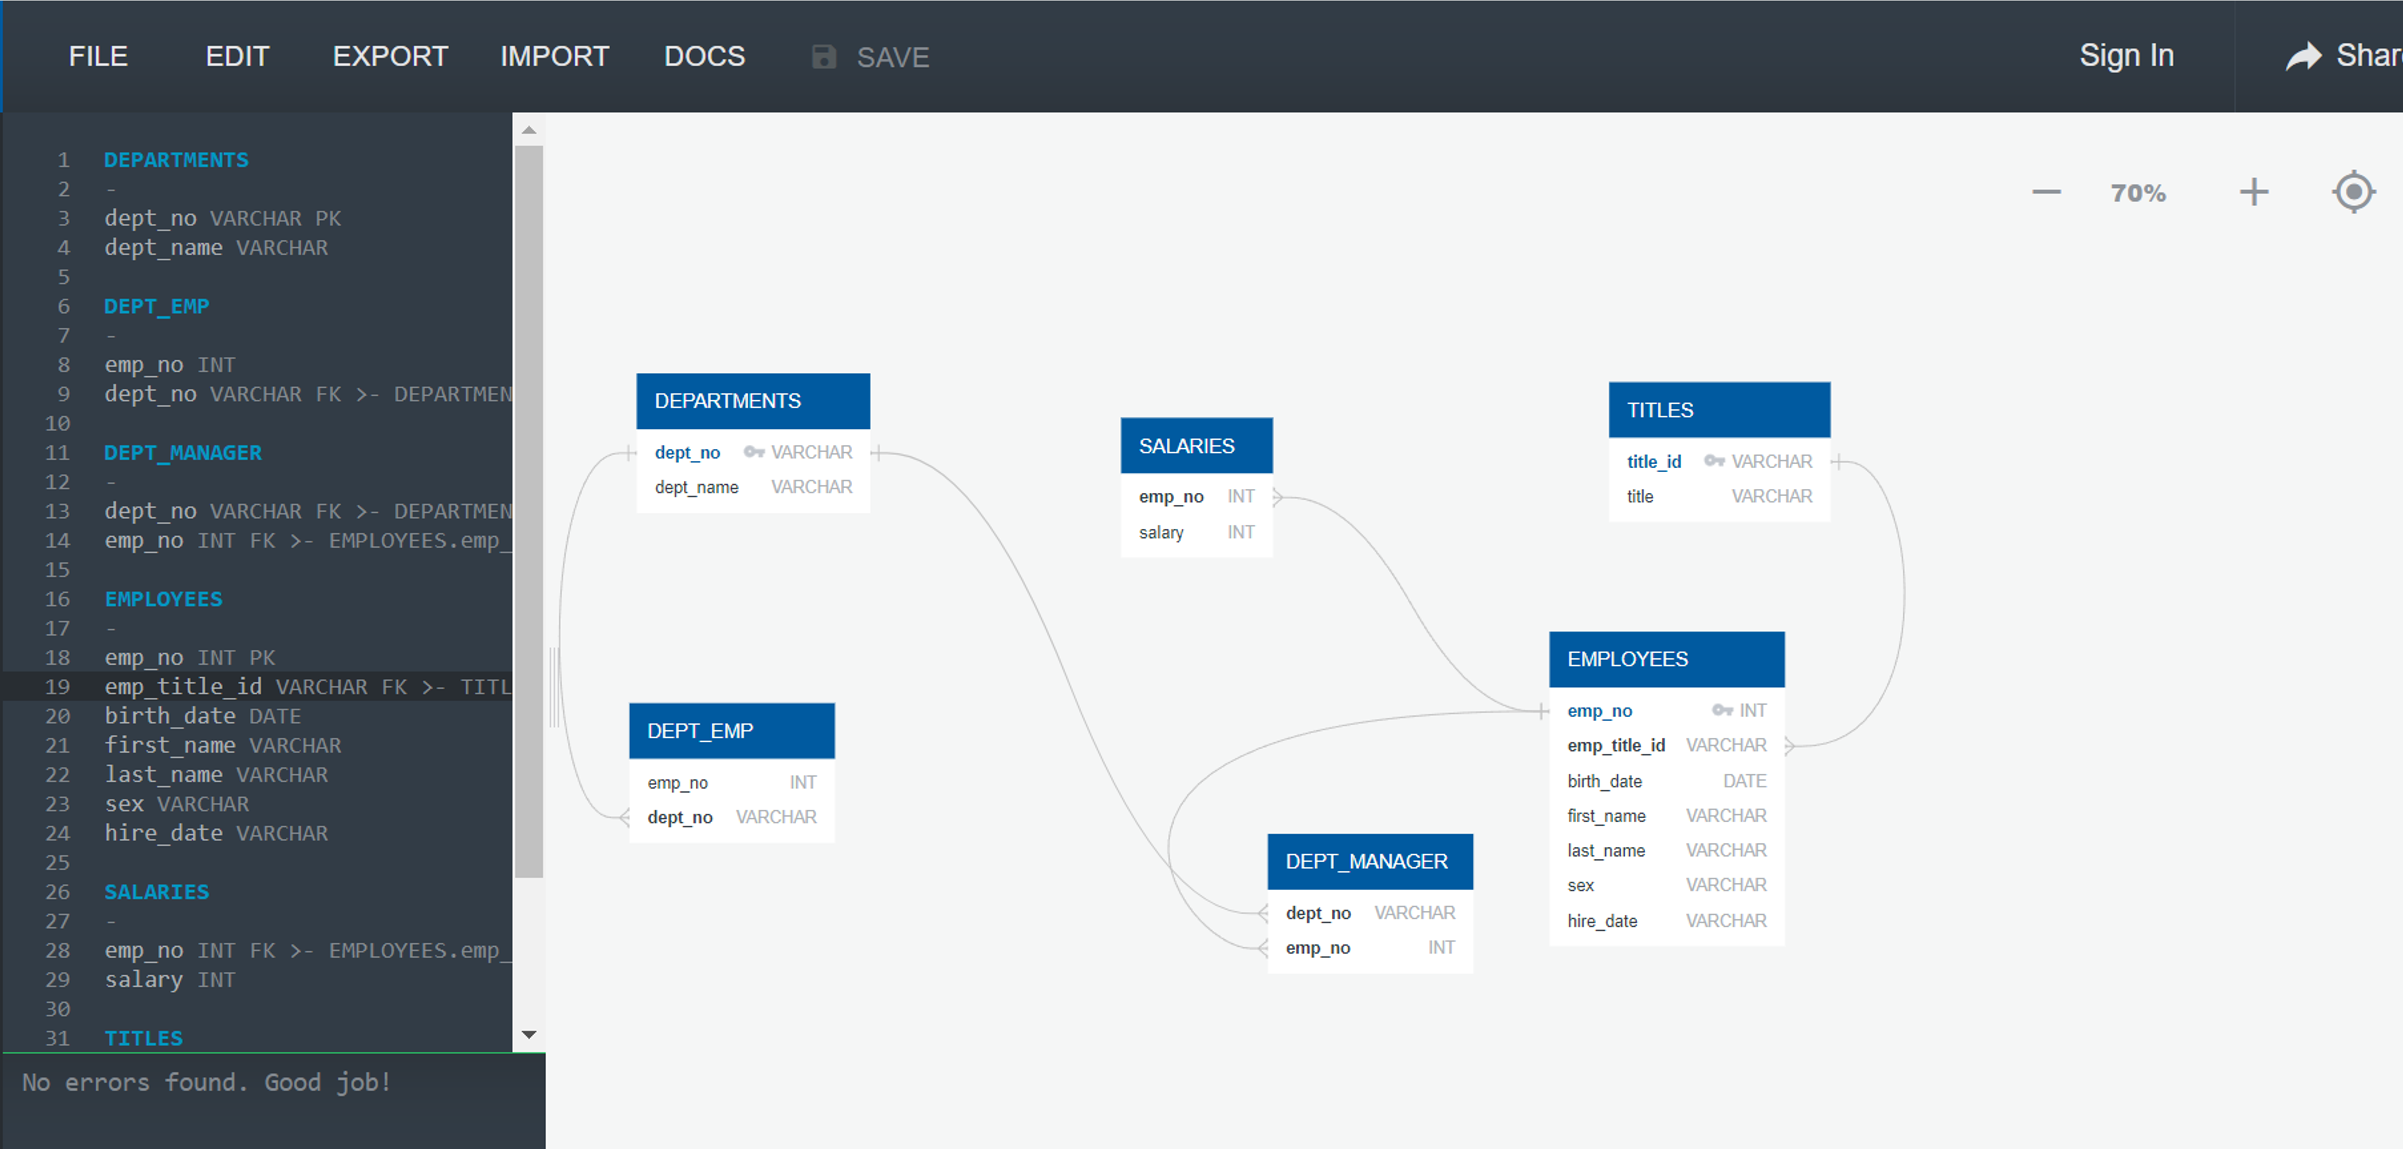 FILE EDIT EXPORT IMPORT DOCS SAVE Sign In Shar
1 DEPARTMENTS
2 -
3 dept_no VARCHAR PK
4 dept_name VARCHAR
5
6 DEPT_EMP
7 -
8 emp_no INT
9 dept_no VARCHAR FK >- DEPARTMEN
10
11 DEPT_MANAGER
12 -
13 dept_no VARCHAR FK >- DEPARTMEN
14 emp_no INT FK >- EMPLOYEES.emp_
15
16 EMPLOYEES
17 -
18 emp_no INT PK
19 emp_title_id VARCHAR FK >- TITL
20 birth_date DATE
21 first_name VARCHAR
22 last_name VARCHAR
23 sex VARCHAR
24 hire_date VARCHAR
25
26 SALARIES
27 -
28 emp_no INT FK >- EMPLOYEES.emp_
29 salary INT
30
31 TITLES
No errors found. Good job!
70%
DEPARTMENTS
dept_no VARCHAR
dept_name VARCHAR
SALARIES
emp_no INT
salary INT
TITLES
title_id VARCHAR
title VARCHAR
DEPT_EMP
emp_no INT
dept_no VARCHAR
EMPLOYEES
emp_no INT
emp_title_id VARCHAR
birth_date DATE
first_name VARCHAR
last_name VARCHAR
sex VARCHAR
hire_date VARCHAR
DEPT_MANAGER
dept_no VARCHAR
emp_no INT